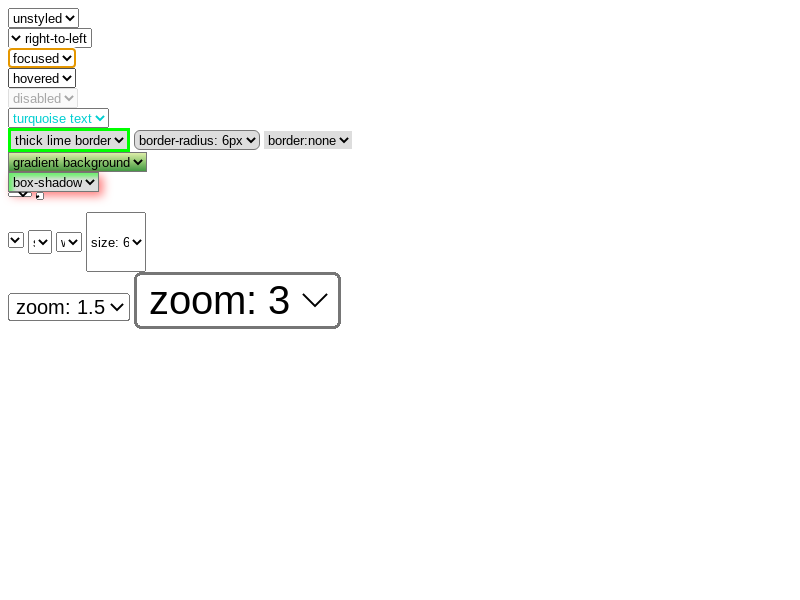 unstyled
right-to-left
focused
hovered
disabled
turquoise text
thick lime border border-radius: 6px border:none
gradient background
box-shadow
size: 6
zoom: 1.5 zoom: 3